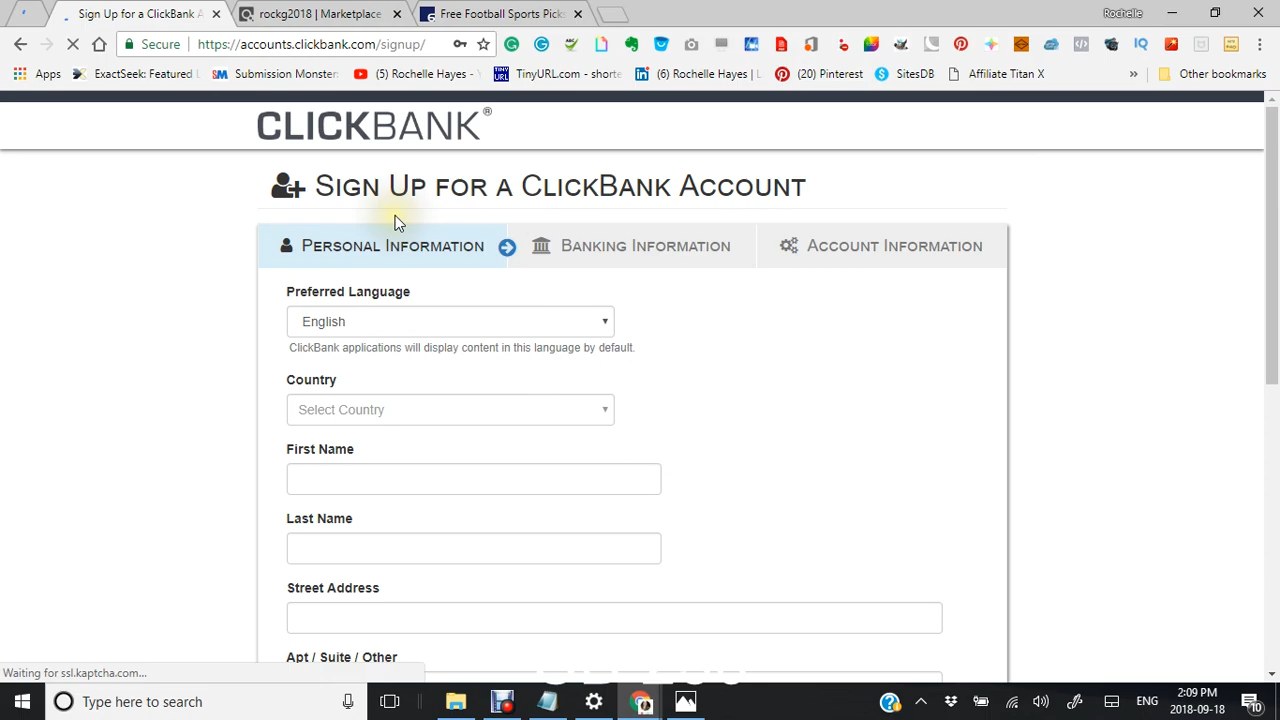 Sign Up for a ClickBank A
rockg2018 | Marketplace
Free Football Sports Picks
Rochelle
Secure
https://accounts.clickbank.com/signup/
Apps
ExactSeek: Featured L
Submission Monster:
(5) Rochelle Hayes - Y
TinyURL.com - shorte
(6) Rochelle Hayes | L
(20) Pinterest
SitesDB
Affiliate Titan X
»
Other bookmarks
CLICKBANK®
Sign Up for a ClickBank Account
Personal Information
Banking Information
Account Information
Preferred Language
English
ClickBank applications will display content in this language by default.
Country
Select Country
First Name
Last Name
Street Address
Apt / Suite / Other
Waiting for ssl.kaptcha.com...
Type here to search
ENG
2:09 PM
2018-09-18
10